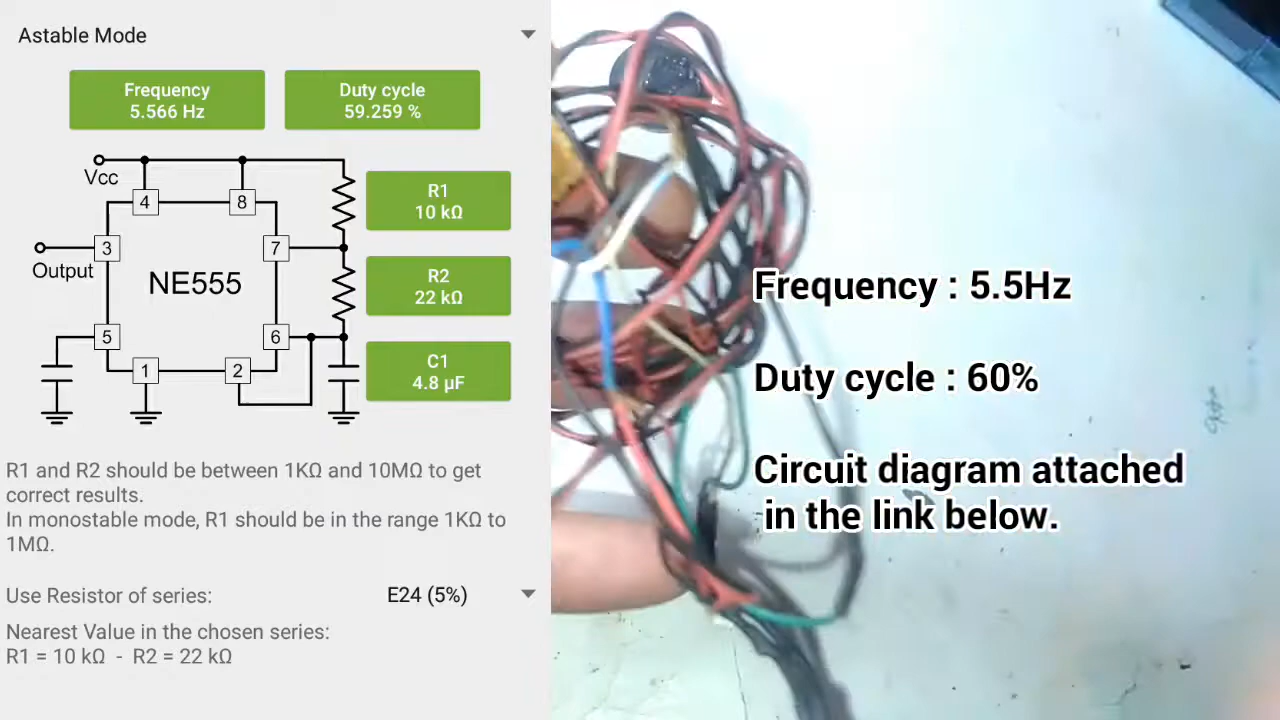 Astable Mode
Frequency
5.566 Hz
Duty cycle
59.259 %
Vcc
4
8
R1
10 kΩ
3
7
Output
NE555
R2
22 kΩ
5
6
1
2
C1
4.8 µF
R1 and R2 should be between 1KΩ and 10MΩ to get
correct results.
In monostable mode, R1 should be in the range 1KΩ to
1MΩ.
Use Resistor of series:
E24 (5%)
Nearest Value in the chosen series:
R1 = 10 kΩ - R2 = 22 kΩ
Frequency : 5.5Hz
Duty cycle : 60%
Circuit diagram attached
in the link below.